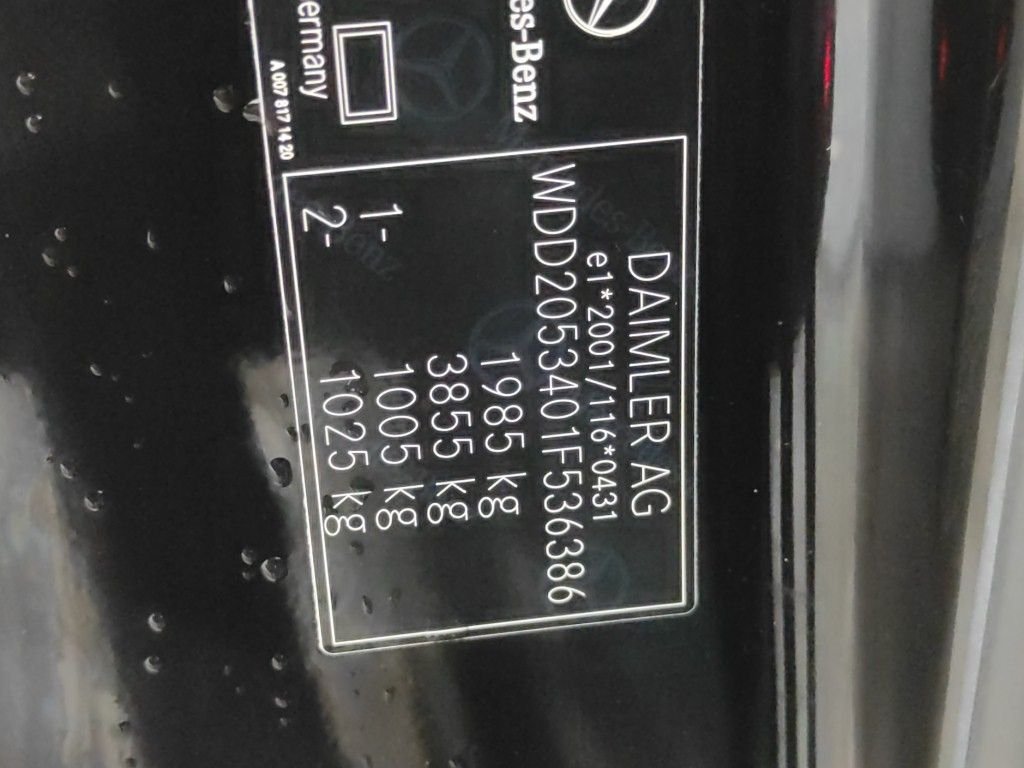 des-Benz
ermany
A 007 817 14 20
DAIMLER AG
e1*2001/116*0431
WDD2053401F536386
1985 kg
3855 kg
1- 1005 kg
2- 1025 kg